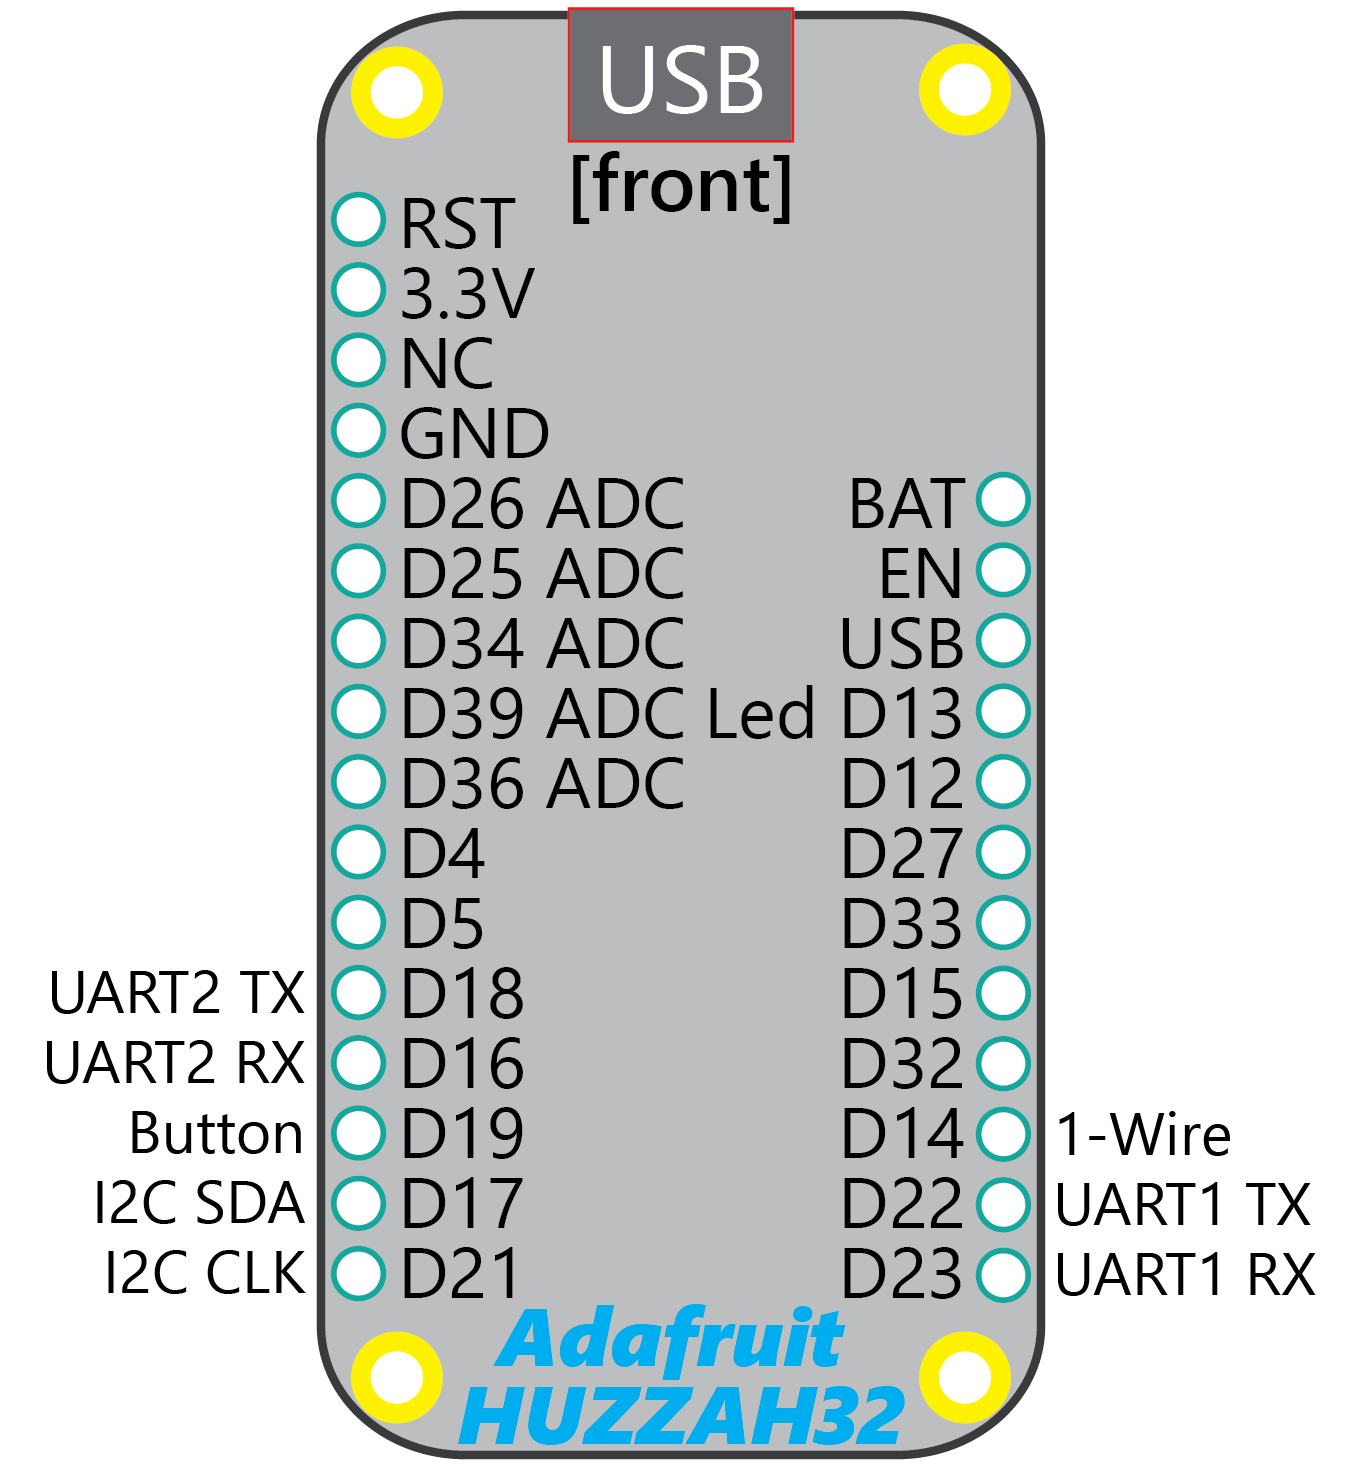 USB
[front]
RST
3.3V
NC
GND
D26 ADC BAT
D25 ADC EN
D34 ADC USB
D39 ADC Led D13
D36 ADC D12
D4 D27
D5 D33
UART2 TX D18 D15
UART2 RX D16 D32
Button D19 D14 1-Wire
I2C SDA D17 D22 UART1 TX
I2C CLK D21 D23 UART1 RX
Adafruit
HUZZAH32